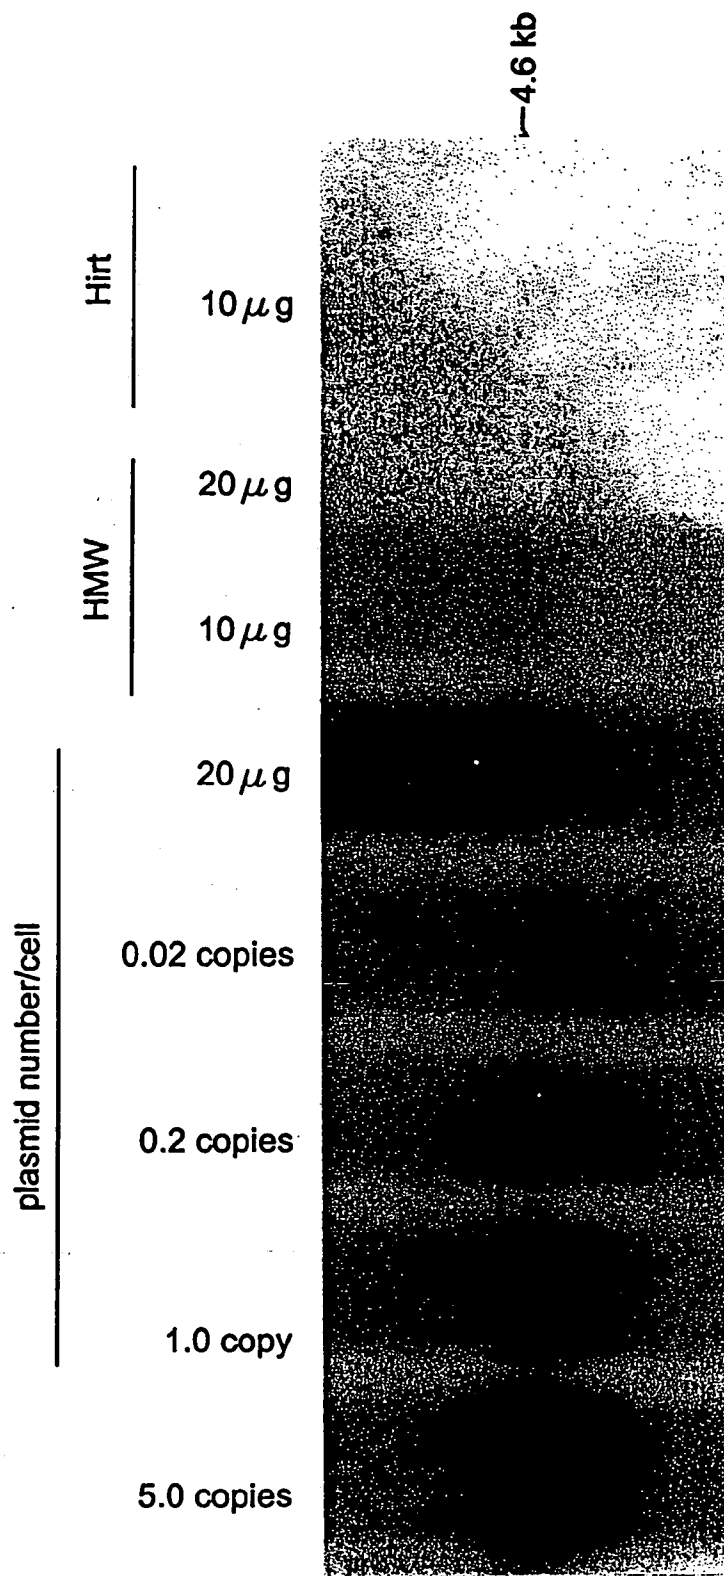 4.6 kb
Hirt
10 μg
20 μg
HMW
10 μg
20 μg
plasmid number/cell
0.02 copies
0.2 copies
1.0 copy
5.0 copies